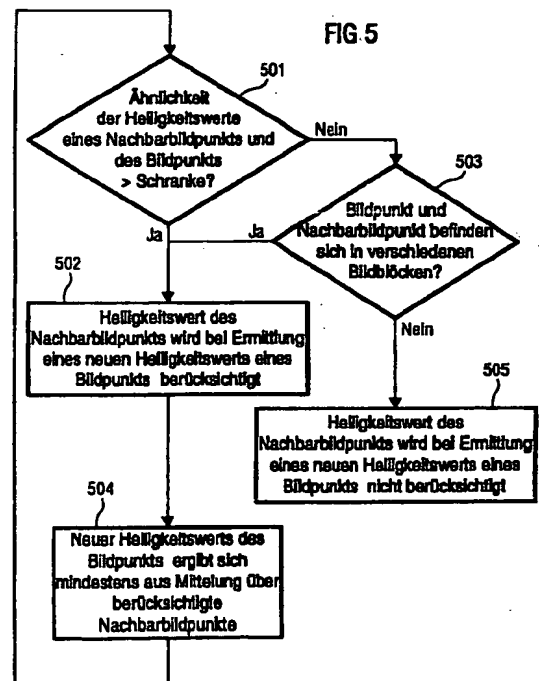 FIG 5
501
Ähnlichkeit
der Helligkeitswerte
eines Nachbarbildpunkts und
des Bildpunkts
> Schranke?
Nein
503
Bildpunkt und
Nachbarbildpunkt befinden
sich in verschiedenen
Bildblöcken?
Ja
Ja
502
Helligkeitswert des
Nachbarbildpunkts wird bei Ermittlung
eines neuen Helligkeitswerts eines
Bildpunkts berücksichtigt
Nein
505
Helligkeitswert des
Nachbarbildpunkts wird bei Ermittlung
eines neuen Helligkeitswerts eines
Bildpunkts nicht berücksichtigt
504
Neuer Helligkeitswerts des
Bildpunkts ergibt sich
mindestens aus Mittelung über
berücksichtigte
Nachbarbildpunkte